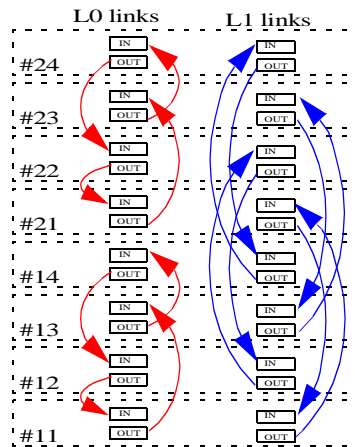 L0 links L1 links
IN IN
#24 OUT OUT
IN IN
#23 OUT OUT
IN IN
#22 OUT OUT
IN IN
#21 OUT OUT
IN IN
#14 OUT OUT
IN IN
#13 OUT OUT
IN IN
#12 OUT OUT
IN IN
#11 OUT OUT